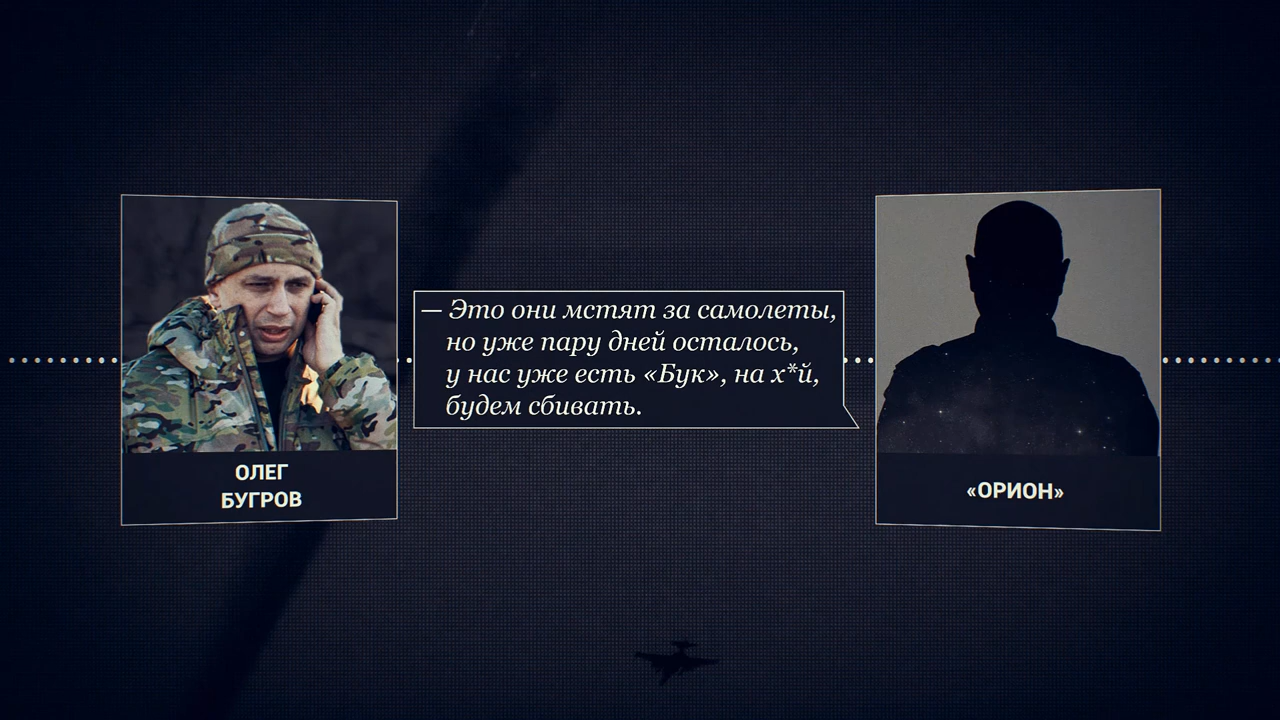 — Это они мстят за самолеты,
но уже пару дней осталось,
у нас уже есть «Бук», на х*й,
будем сбивать.
ОЛЕГ
БУГРОВ
«ОРИОН»